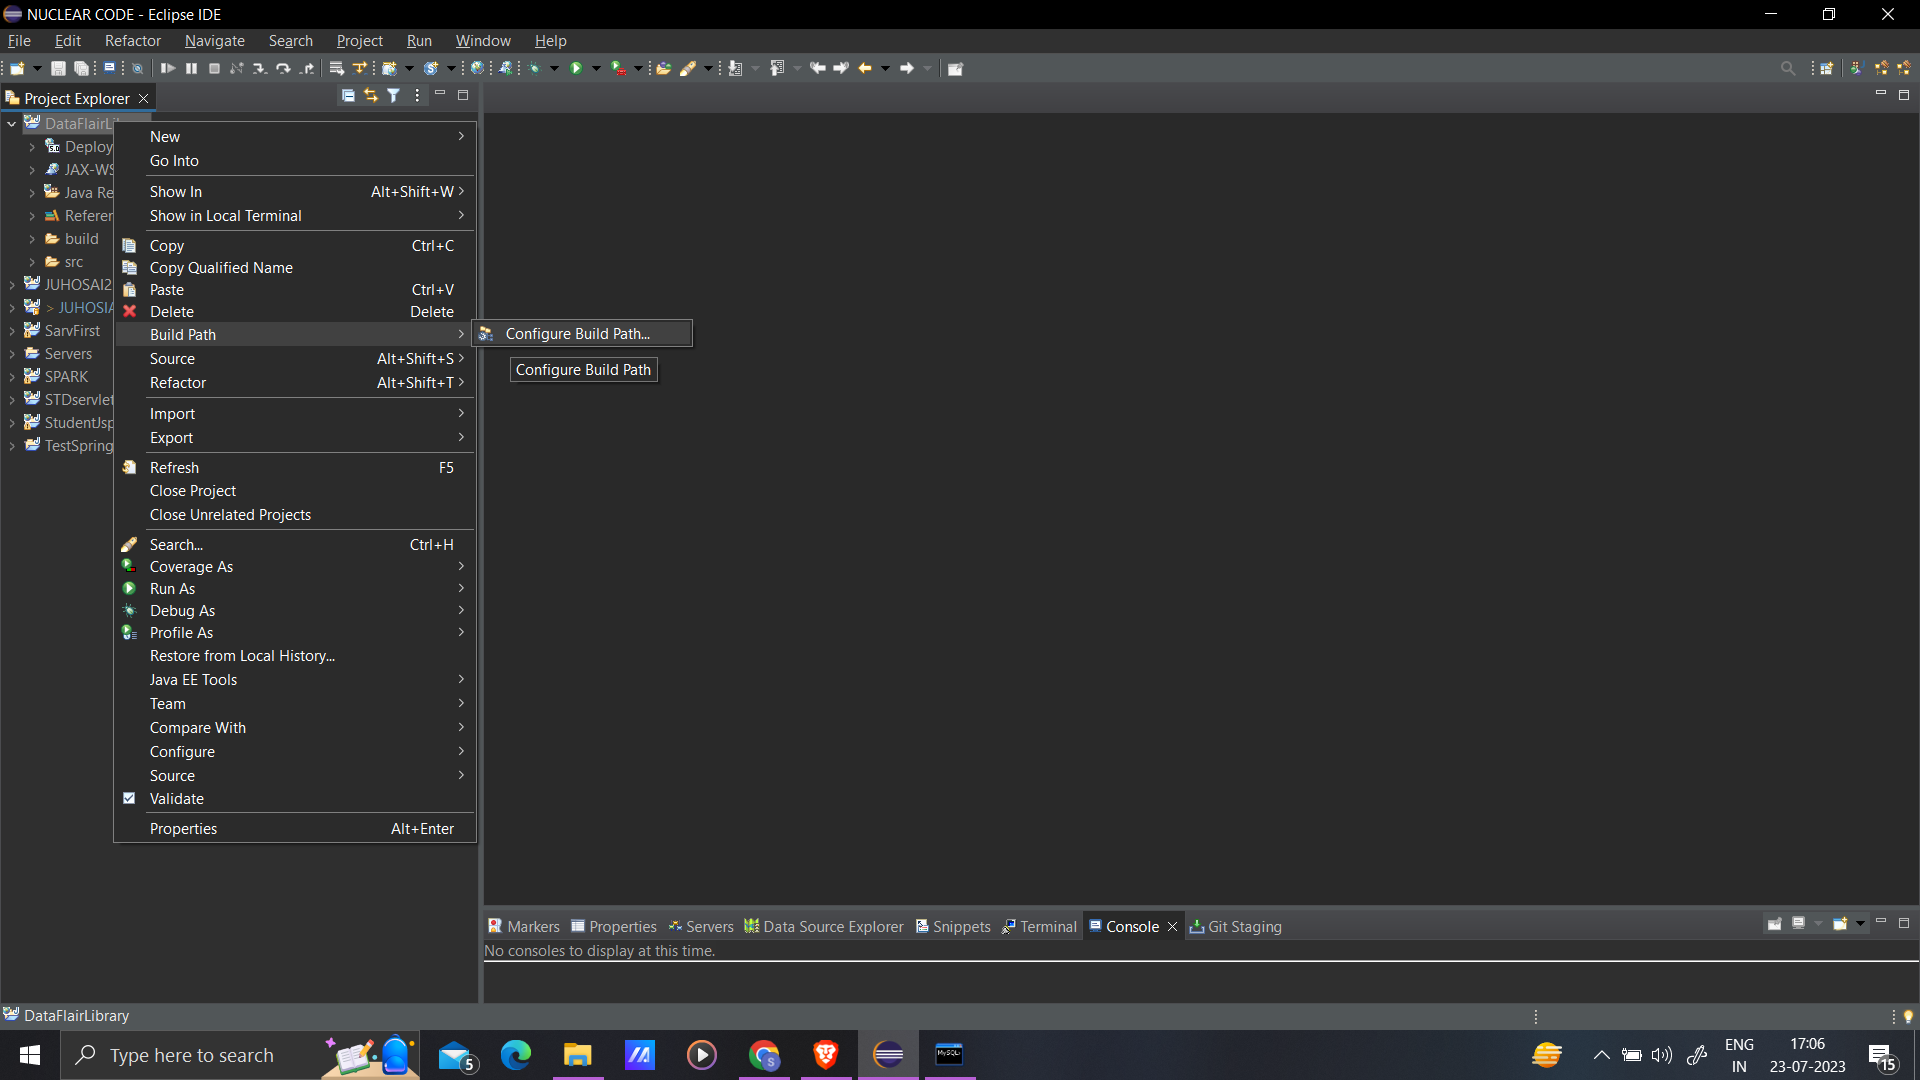 NUCLEAR CODE - Eclipse IDE
File Edit Refactor Navigate Search Project Run Window Help
Project Explorer
DataFlairLi
Deploy
JAX-WS
Java Re
Referen
build
src
JUHOSAI2
> JUHOSIA
SarvFirst
Servers
SPARK
STDservlet
StudentJsp
TestSpring
New
Go Into
Show In Alt+Shift+W
Show in Local Terminal
Copy Ctrl+C
Copy Qualified Name
Paste Ctrl+V
Delete Delete
Build Path
Source Alt+Shift+S
Refactor Alt+Shift+T
Import
Export
Refresh F5
Close Project
Close Unrelated Projects
Search... Ctrl+H
Coverage As
Run As
Debug As
Profile As
Restore from Local History...
Java EE Tools
Team
Compare With
Configure
Source
Validate
Properties Alt+Enter
Configure Build Path...
Configure Build Path
Markers Properties Servers Data Source Explorer Snippets Terminal Console Git Staging
No consoles to display at this time.
DataFlairLibrary
Type here to search
5
S
ENG
IN
17:06
23-07-2023
15